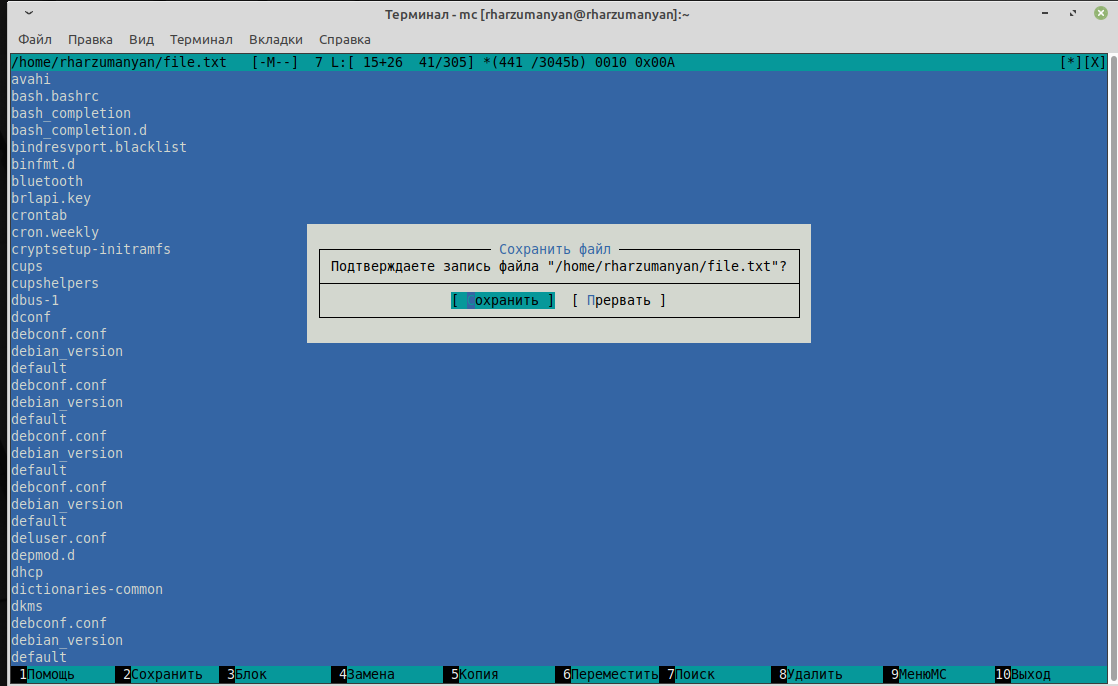 Терминал - mc [rharzumanyan@rharzumanyan]:~
Файл Правка Вид Терминал Вкладки Справка
/home/rharzumanyan/file.txt [-M--] 7 L:[ 15+26 41/305] *(441 /3045b) 0010 0x00A [*][X]
avahi
bash.bashrc
bash_completion
bash_completion.d
bindresvport.blacklist
binfmt.d
bluetooth
brlapi.key
crontab
cron.weekly
cryptsetup-initramfs
cups
cupshelpers
dbus-1
dconf
debconf.conf
debian_version
default
debconf.conf
debian_version
default
debconf.conf
debian_version
default
debconf.conf
debian_version
default
deluser.conf
depmod.d
dhcp
dictionaries-common
dkms
debconf.conf
debian_version
default
Сохранить файл
Подтверждаете запись файла "/home/rharzumanyan/file.txt"?
[ Сохранить ] [ Прервать ]
1Помощь 2Сохранить 3Блок 4Замена 5Копия 6Переместить 7Поиск 8Удалить 9МенюMC 10Выход